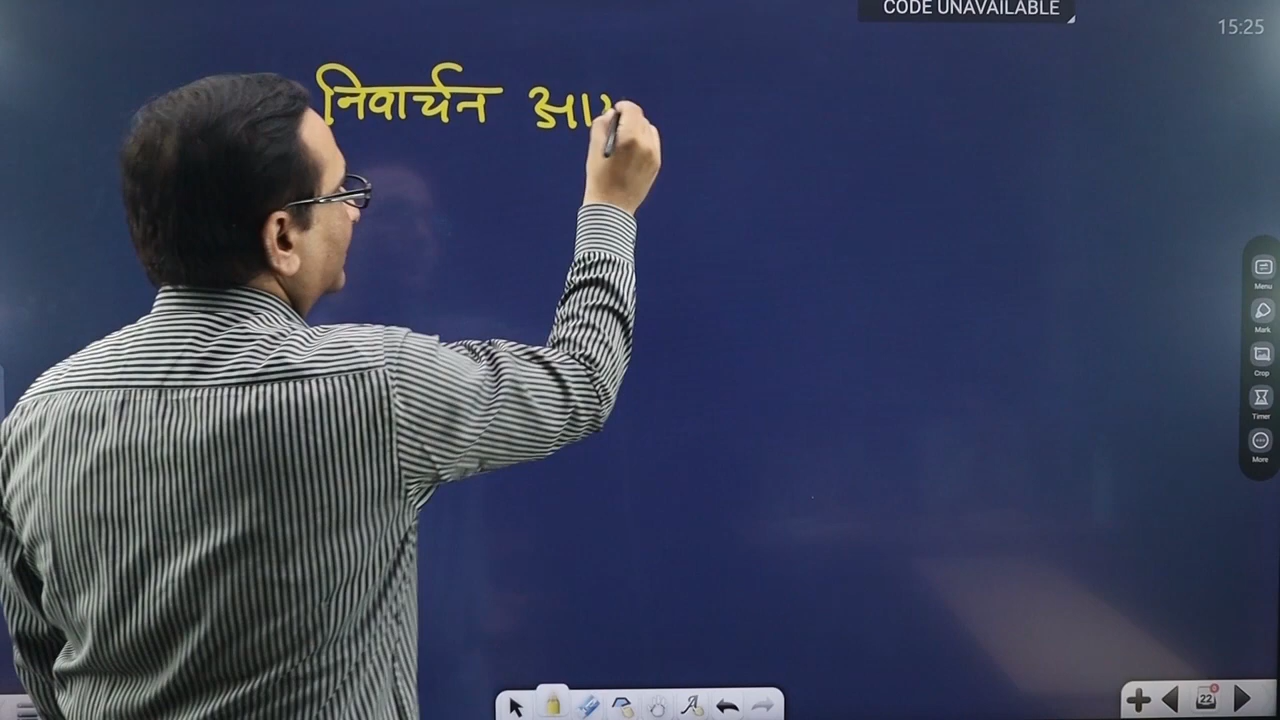 CODE UNAVAILABLE
15:25
निर्वाचन
Menu
Mark
Crop
Timer
More
22